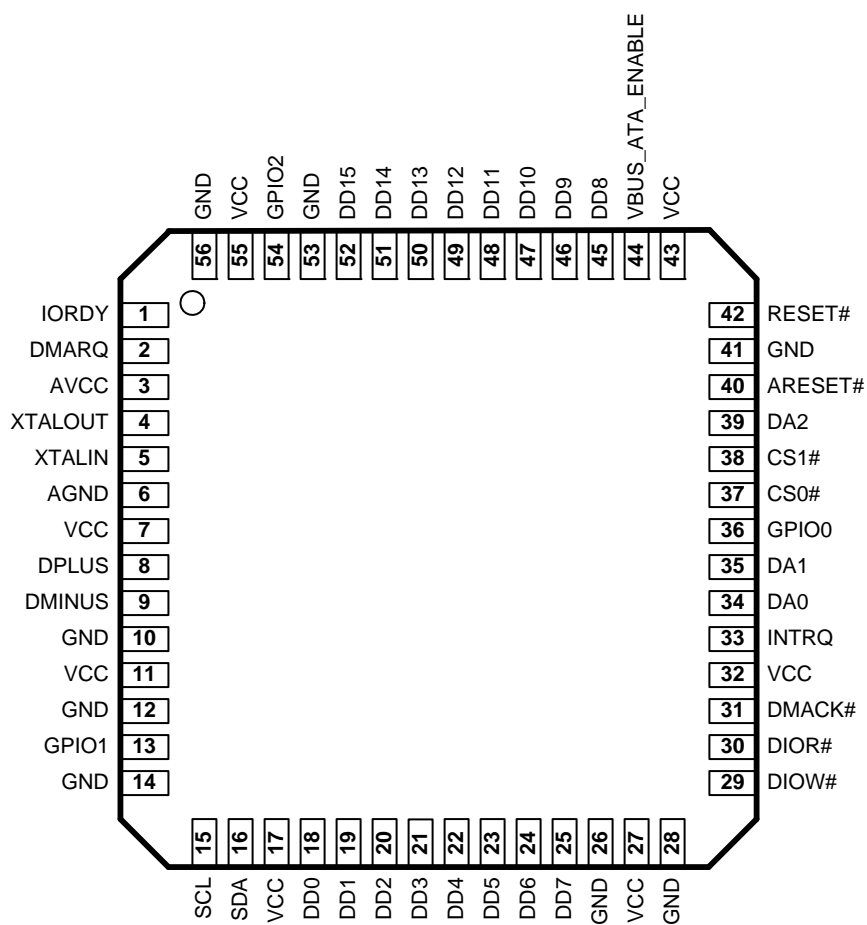 VBUS_ATA_ENABLE
GND VCC GPIO2 GND DD15 DD14 DD13 DD12 DD11 DD10 DD9 DD8 VCC
56 55 54 53 52 51 50 49 48 47 46 45 44 43
IORDY 1 42 RESET#
DMARQ 2 41 GND
AVCC 3 40 ARESET#
XTALOUT 4 39 DA2
XTALIN 5 38 CS1#
AGND 6 37 CS0#
VCC 7 36 GPIO0
DPLUS 8 35 DA1
DMINUS 9 34 DA0
GND 10 33 INTRQ
VCC 11 32 VCC
GND 12 31 DMACK#
GPIO1 13 30 DIOR#
GND 14 29 DIOW#
15 16 17 18 19 20 21 22 23 24 25 26 27 28
SCL SDA VCC DD0 DD1 DD2 DD3 DD4 DD5 DD6 DD7 GND VCC GND